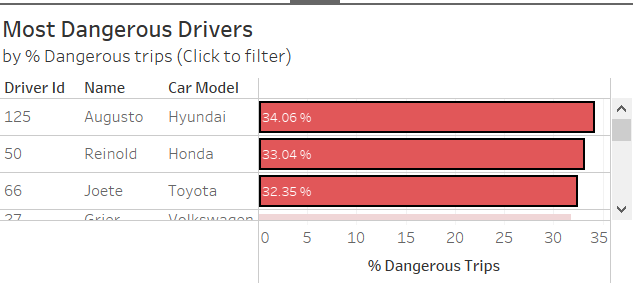 Most Dangerous Drivers
by % Dangerous trips (Click to filter)
Driver Id Name Car Model
125 Augusto Hyundai 34.06 %
50 Reinold Honda 33.04 %
66 Joete Toyota 32.35 %
Grier Volkswagen
0 5 10 15 20 25 30 35
% Dangerous Trips